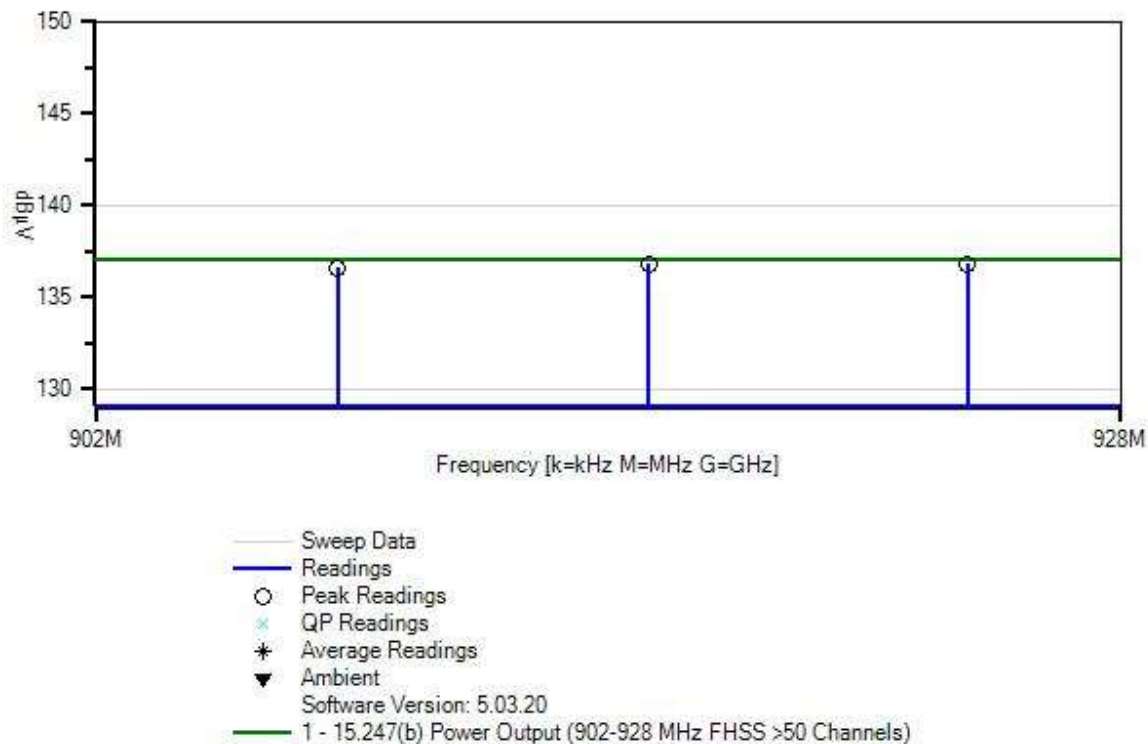 150
145
140
135
130
dBµV
902M
928M
Frequency [k=kHz M=MHz G=GHz]
Sweep Data
Readings
Peak Readings
QP Readings
Average Readings
Ambient
Software Version: 5.03.20
1 - 15.247(b) Power Output (902-928 MHz FHSS >50 Channels)